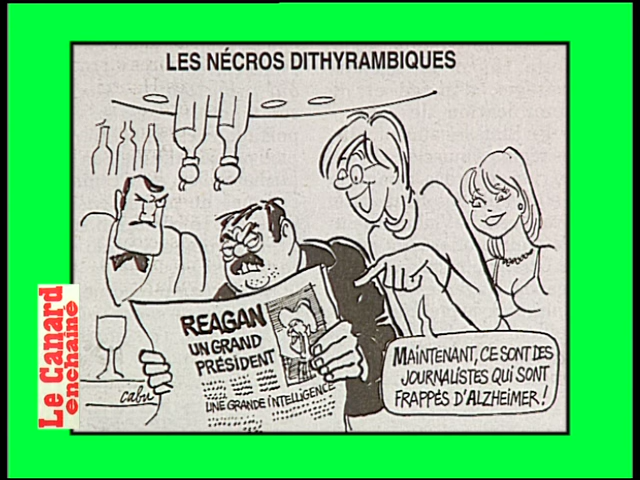 LES NÉCROS DITHYRAMBIQUES
REAGAN
UN GRAND
PRÉSIDENT
UNE GRANDE INTELLIGENCE
MAINTENANT, CE SONT DES
JOURNALISTES QUI SONT
FRAPPÉS D'ALZHEIMER !
cabu
Le Canard
enchaîné